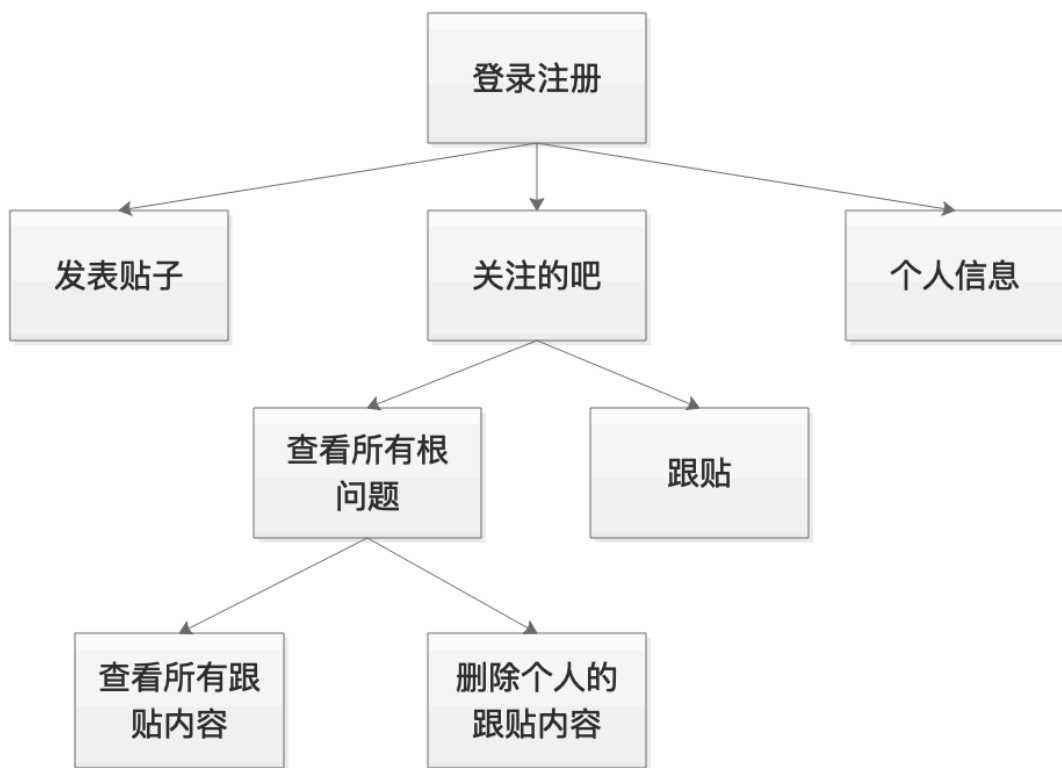 登录注册
发表贴子
关注的吧
个人信息
查看所有根
问题
跟贴
查看所有跟
贴内容
删除个人的
跟贴内容